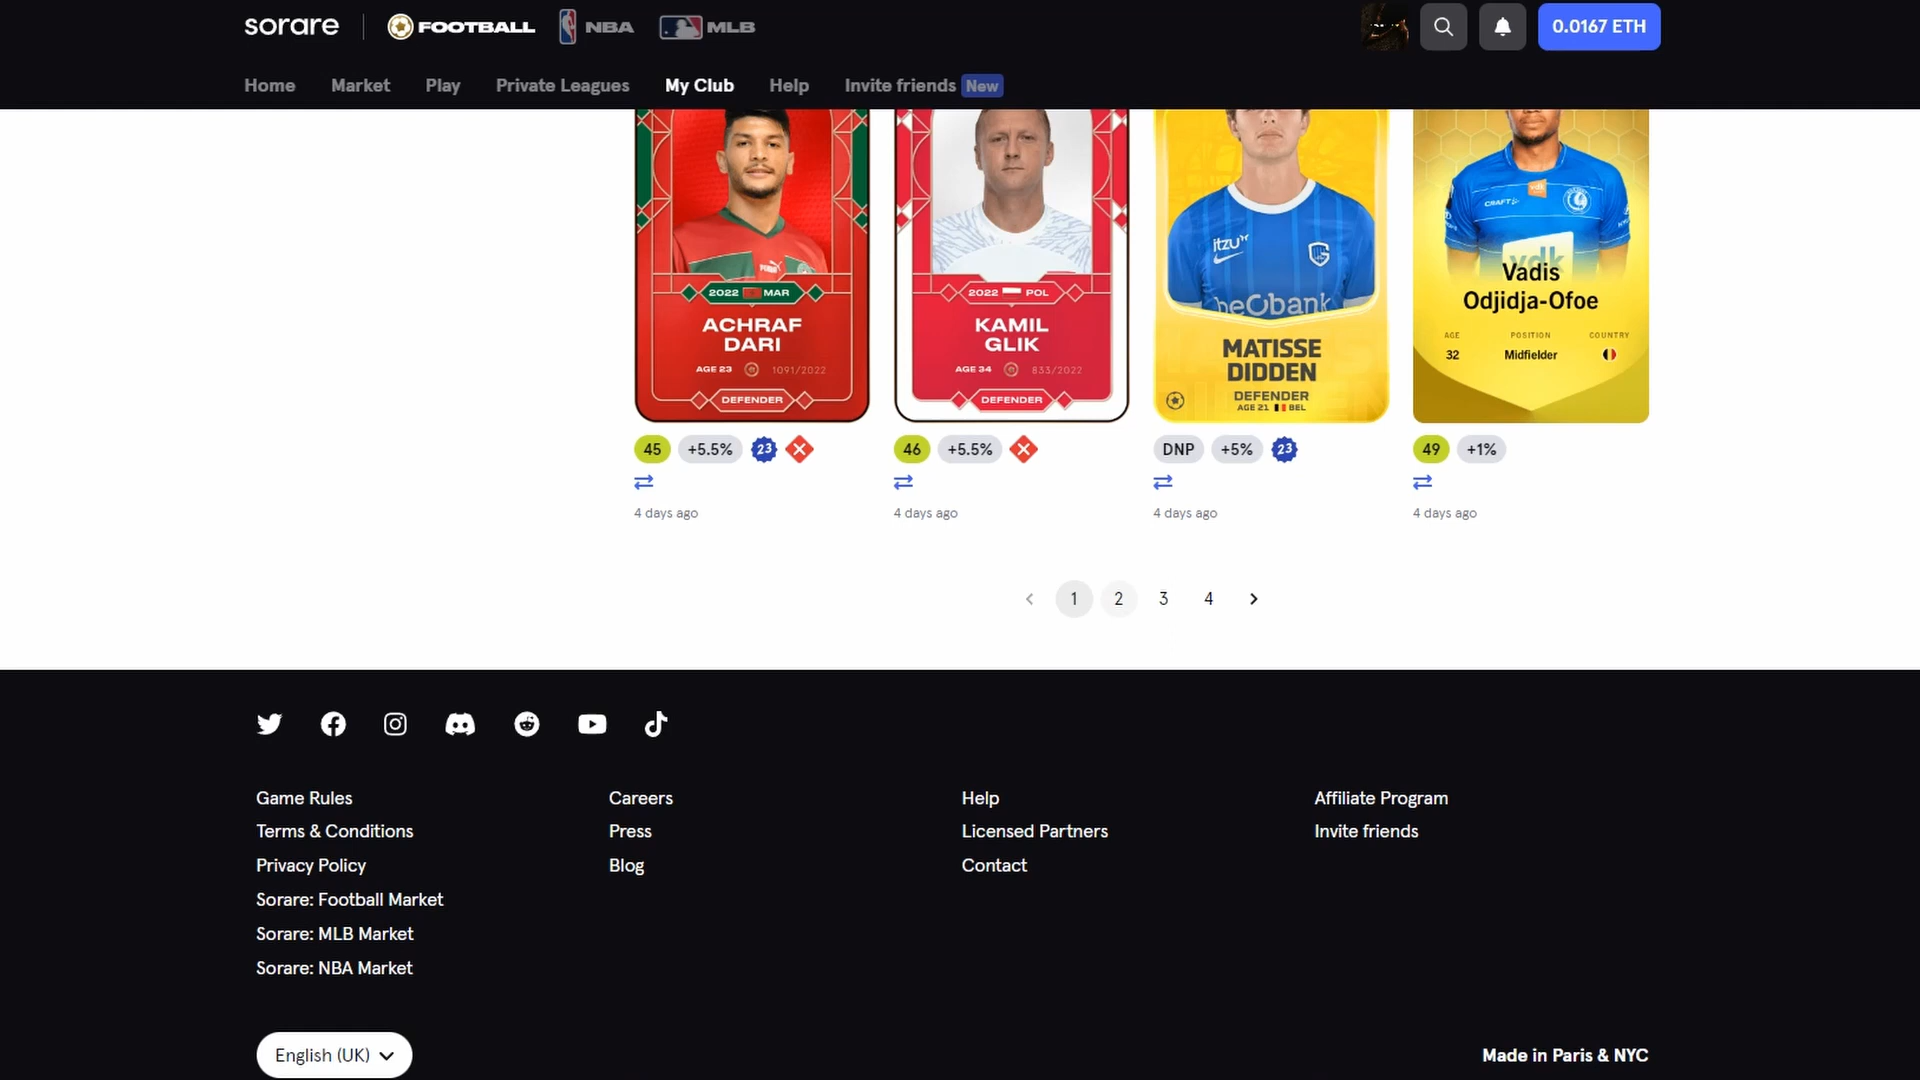 sorare FOOTBALL NBA MLB 0.0167 ETH
Home Market Play Private Leagues My Club Help Invite friends New
2022 MAR
ACHRAF
DARI
AGE 23 1091/2022
DEFENDER
2022 POL
KAMIL
GLIK
AGE 34 833/2022
DEFENDER
itzu
beObank
MATISSE
DIDDEN
DEFENDER
AGE 21 BEL
vdk
CRAFT
vdk
Vadis
Odjidja-Ofoe
AGE POSITION COUNTRY
32 Midfielder
45 +5.5% 23
4 days ago
46 +5.5%
4 days ago
DNP +5% 23
4 days ago
49 +1%
4 days ago
1 2 3 4
Game Rules
Terms & Conditions
Privacy Policy
Sorare: Football Market
Sorare: MLB Market
Sorare: NBA Market
Careers
Press
Blog
Help
Licensed Partners
Contact
Affiliate Program
Invite friends
English (UK)
Made in Paris & NYC